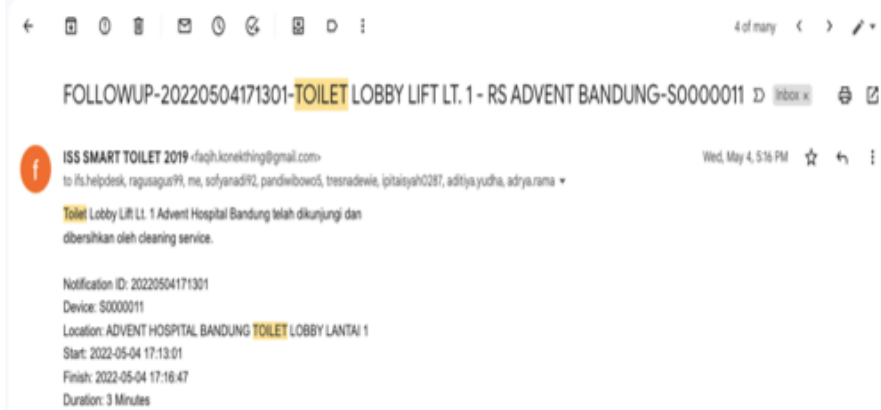 4 of many
FOLLOWUP-20220504171301-TOILET LOBBY LIFT LT. 1 - RS ADVENT BANDUNG-S0000011 Inbox x
f
ISS SMART TOILET 2019 <faqih.konekthing@gmail.com> Wed, May 4, 5:16 PM
to ifs.helpdesk, ragusagus99, me, sofyanadi92, pandiwibowo5, tresnadewie, ipitaisyah0287, aditiya.yudha, adrya.rama
Toilet Lobby Lift Lt. 1 Advent Hospital Bandung telah dikunjungi dan
dibersihkan oleh cleaning service.
Notification ID: 20220504171301
Device: S0000011
Location: ADVENT HOSPITAL BANDUNG TOILET LOBBY LANTAI 1
Start: 2022-05-04 17:13:01
Finish: 2022-05-04 17:16:47
Duration: 3 Minutes